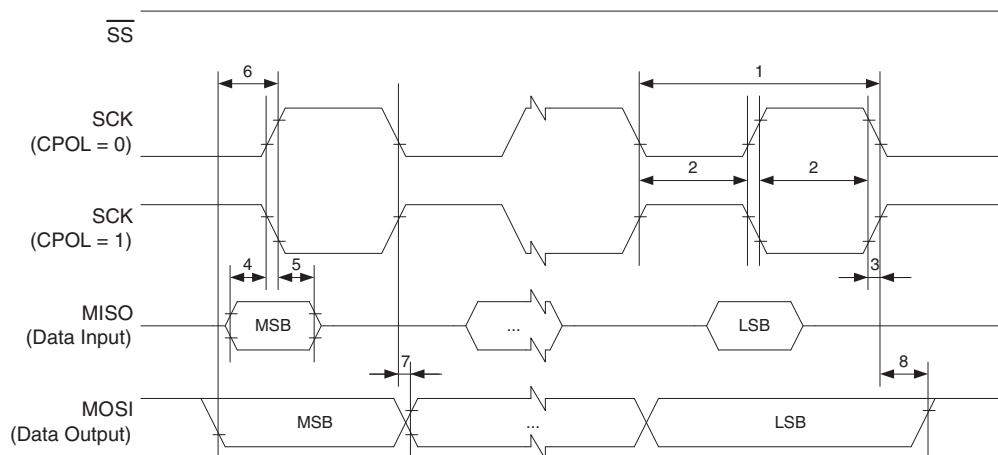 SS
6
1
SCK
(CPOL = 0)
2
2
SCK
(CPOL = 1)
4
5
3
MISO
(Data Input)
MSB
...
LSB
7
8
MOSI
(Data Output)
MSB
...
LSB